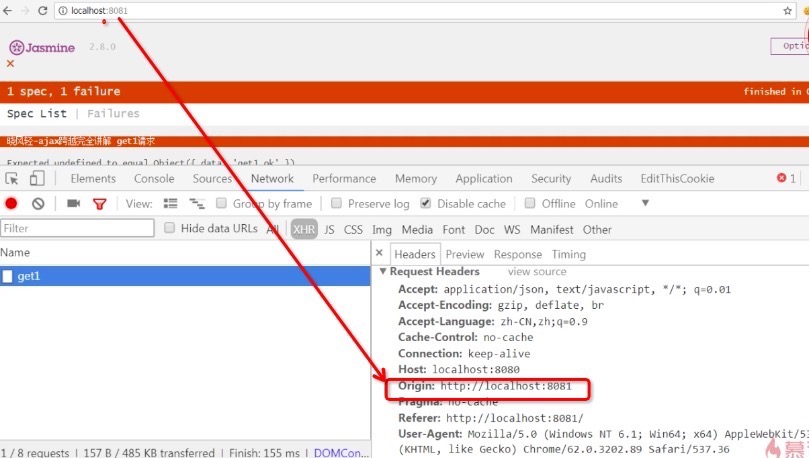 localhost:8081
Jasmine 2.8.0
Optio
×
1 spec, 1 failure
finished in 0
Spec List | Failures
晓风轻-ajax跨越完全讲解 get1请求
Expected undefined to equal Object({ data: 'get1 ok' }).
Elements Console Sources Network Performance Memory Application Security Audits EditThisCookie 1
View: Group by frame Preserve log Disable cache Offline Online
Filter Hide data URLs All XHR JS CSS Img Media Font Doc WS Manifest Other
Name
× Headers Preview Response Timing
get1
Request Headers view source
Accept: application/json, text/javascript, */*; q=0.01
Accept-Encoding: gzip, deflate, br
Accept-Language: zh-CN,zh;q=0.9
Cache-Control: no-cache
Connection: keep-alive
Host: localhost:8080
Origin: http://localhost:8081
Pragma: no-cache
Referer: http://localhost:8081/
User-Agent: Mozilla/5.0 (Windows NT 6.1; Win64; x64) AppleWebKit/53
(KHTML, like Gecko) Chrome/62.0.3202.89 Safari/537.36
1 / 8 requests | 157 B / 485 KB transferred | Finish: 155 ms | DOMCon...
慕